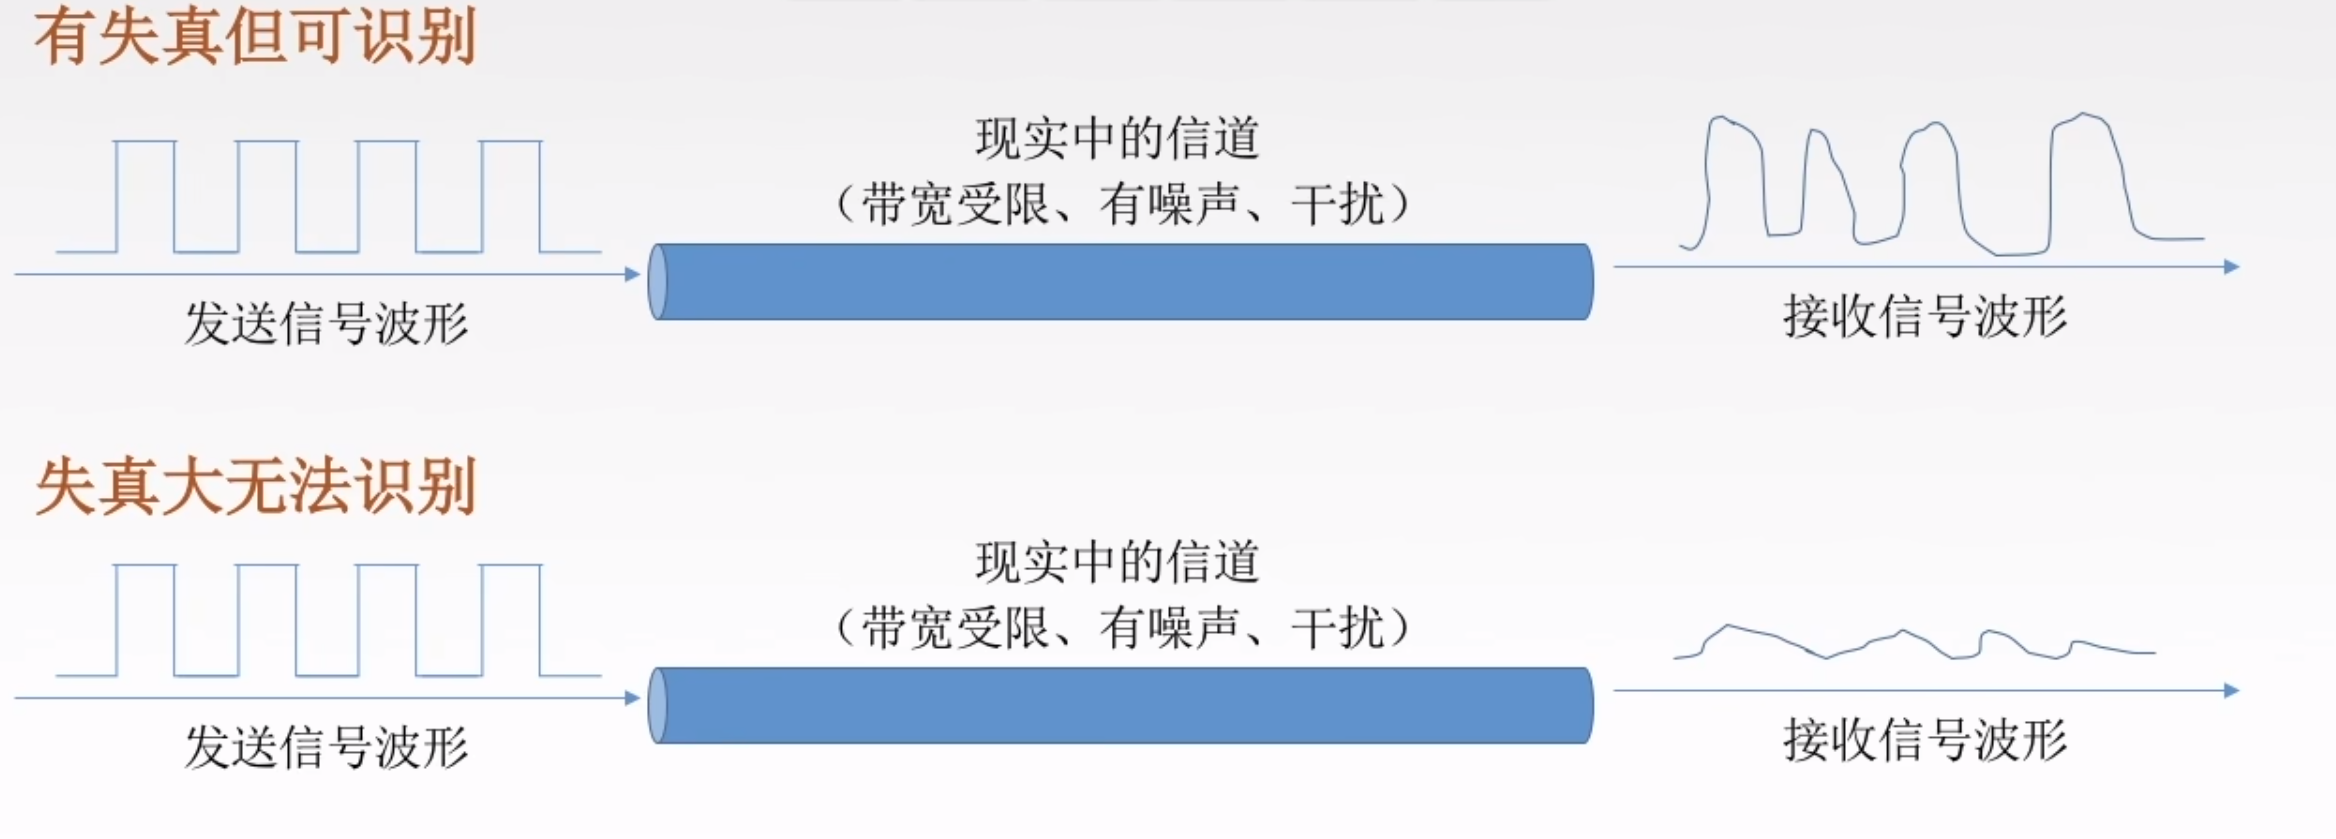 有失真但可识别
现实中的信道
（带宽受限、有噪声、干扰）
发送信号波形
接收信号波形
失真大无法识别
现实中的信道
（带宽受限、有噪声、干扰）
发送信号波形
接收信号波形